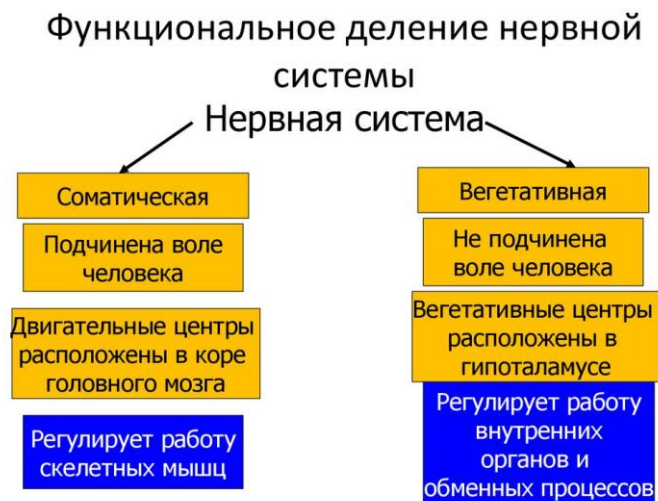 Функциональное деление нервной
системы
Нервная система
Соматическая
Подчинена воле
человека
Двигательные центры
расположены в коре
головного мозга
Регулирует работу
скелетных мышц
Вегетативная
Не подчинена
воле человека
Вегетативные центры
расположены в
гипоталамусе
Регулирует работу
внутренних
органов и
обменных процессов